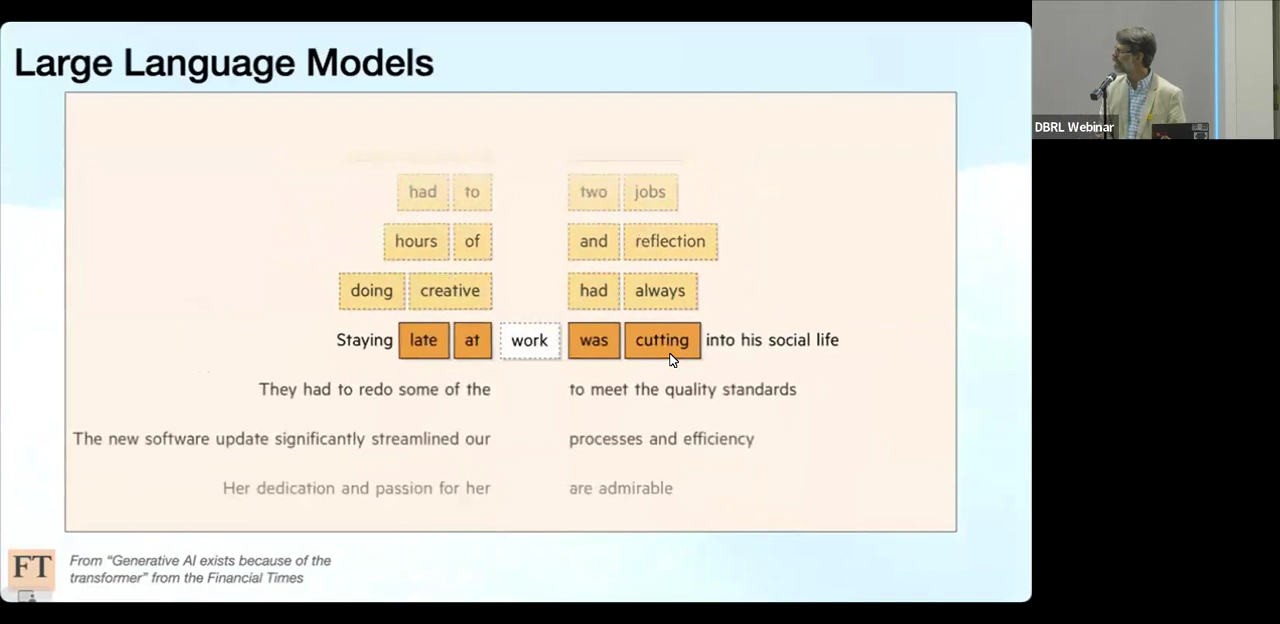 Large Language Models
had to two jobs
hours of and reflection
doing creative had always
Staying late at work was cutting into his social life
They had to redo some of the to meet the quality standards
The new software update significantly streamlined our processes and efficiency
Her dedication and passion for her are admirable
FT
From “Generative AI exists because of the
transformer” from the Financial Times
DBRL Webinar